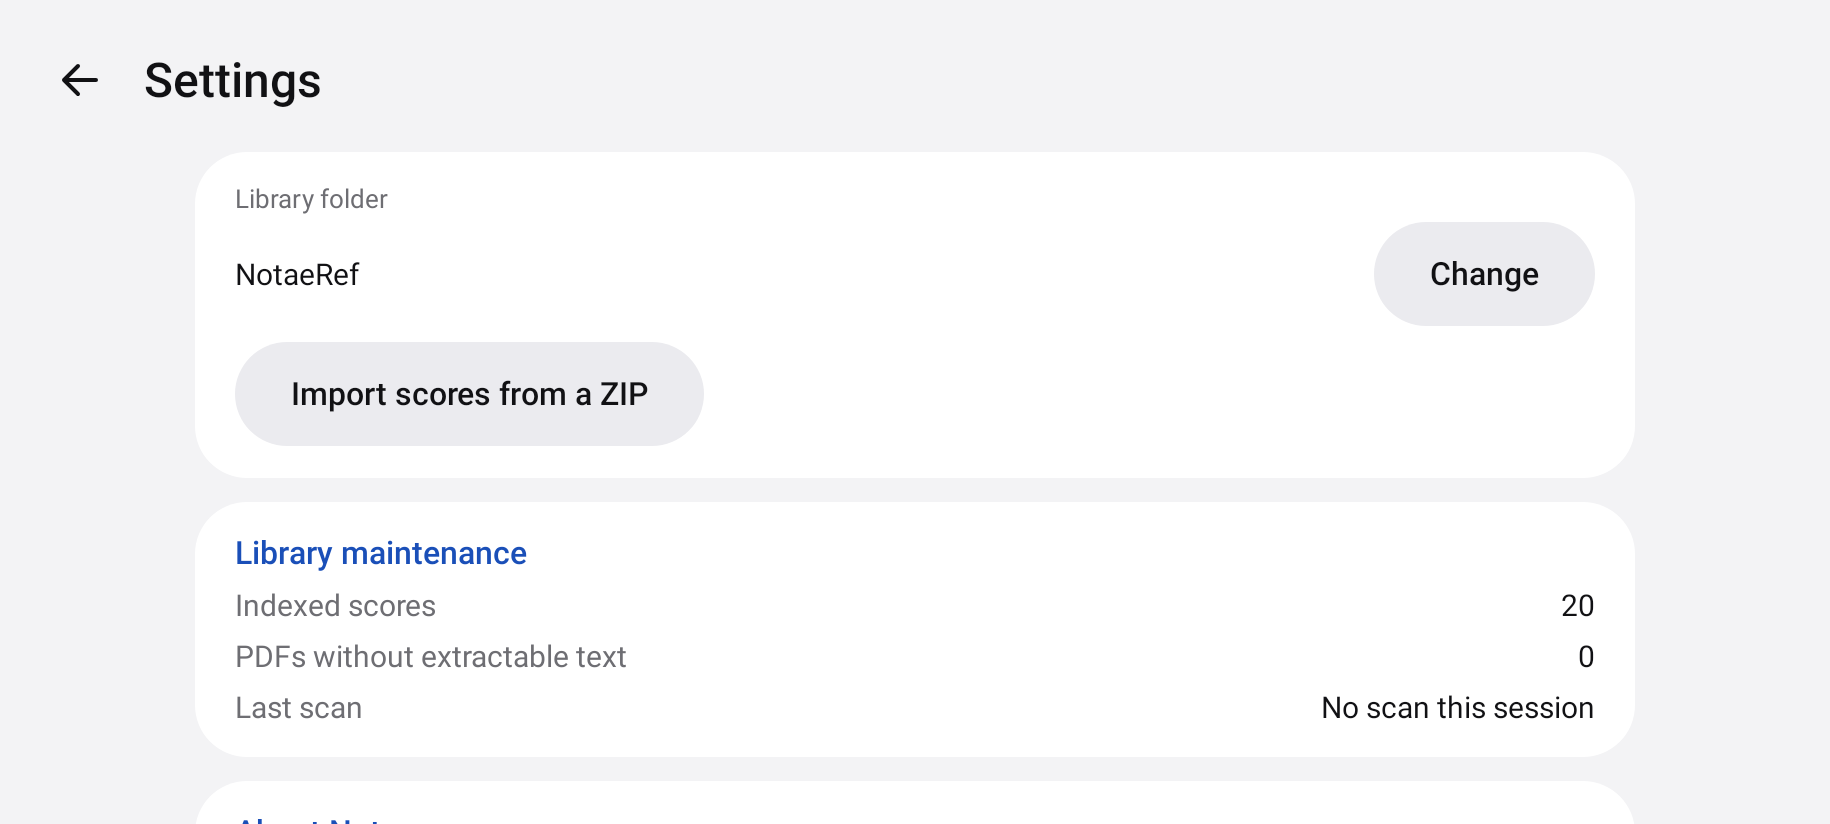 Settings
Library folder
NotaeRef
Change
Import scores from a ZIP
Library maintenance
Indexed scores 20
PDFs without extractable text 0
Last scan No scan this session